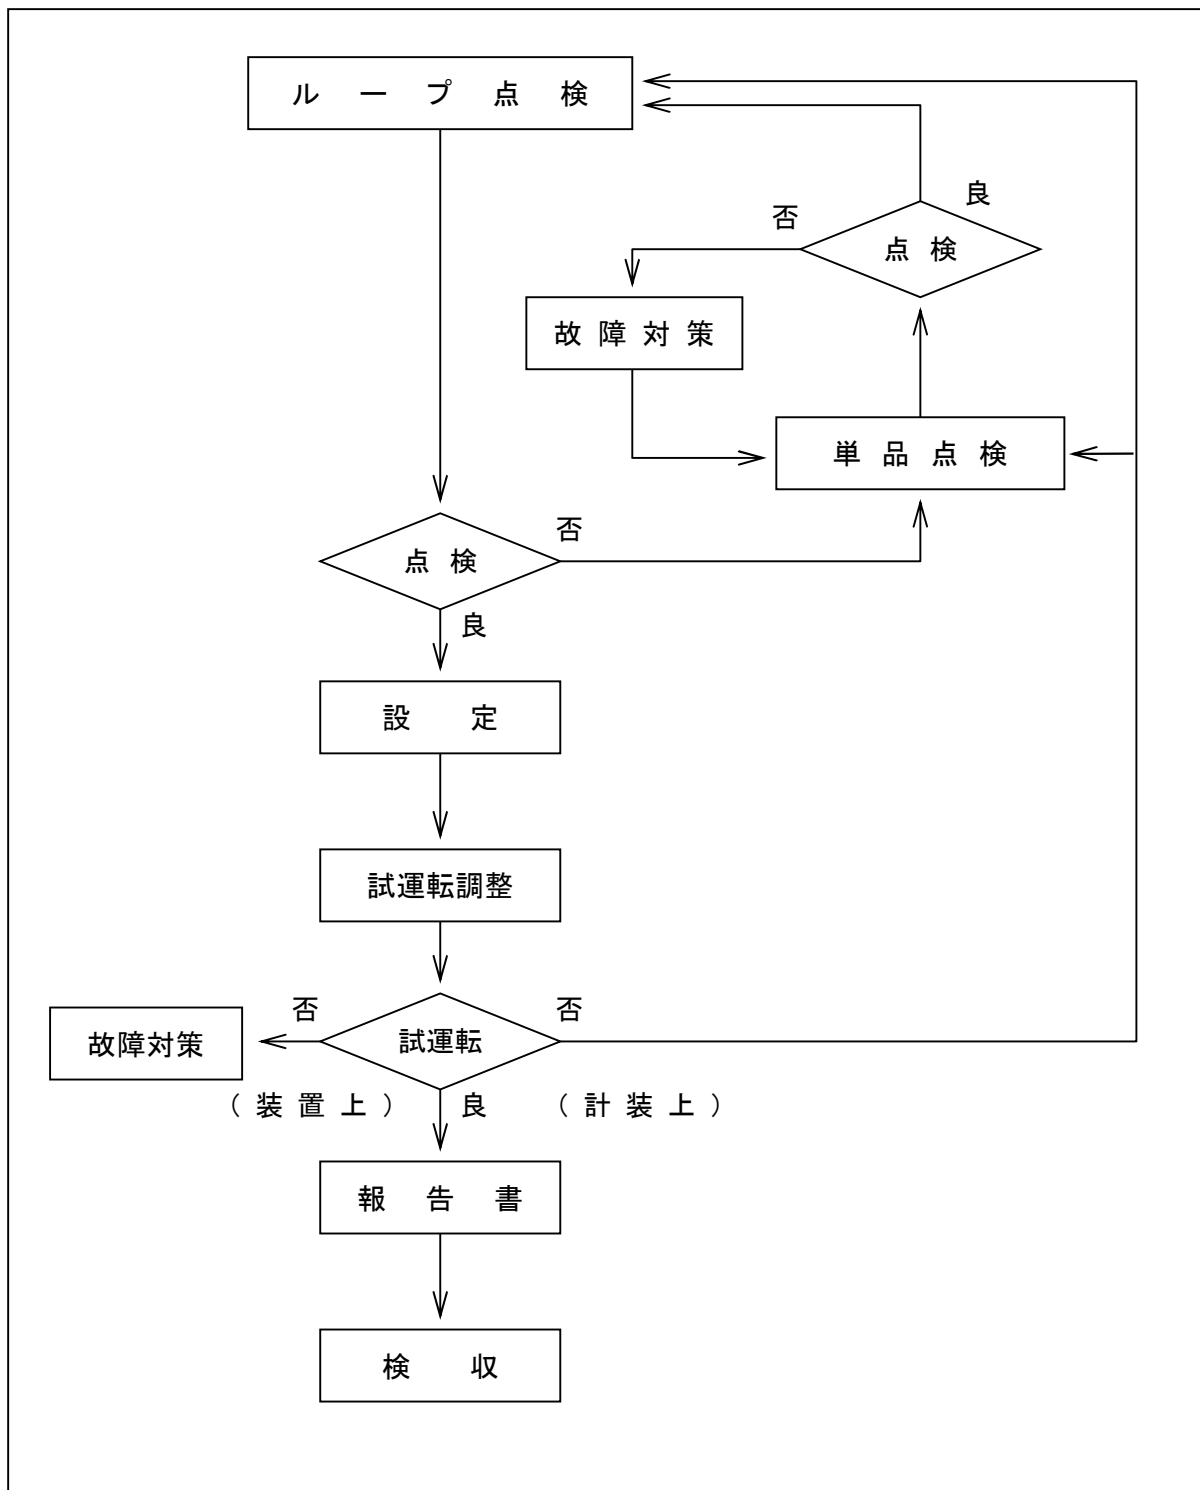 ループ点検
良
否
点検
故障対策
単品点検
否
点検
良
設定
試運転調整
否
否
故障対策
試運転
（装置上）
良
（計装上）
報告書
検収